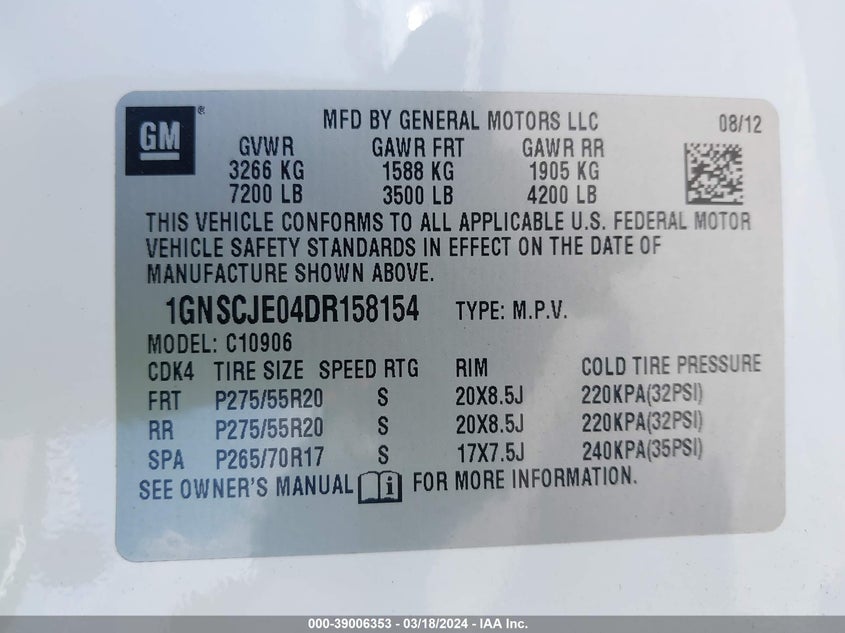 GM ®
MFD BY GENERAL MOTORS LLC 08/12
GVWR GAWR FRT GAWR RR
3266 KG 1588 KG 1905 KG
7200 LB 3500 LB 4200 LB
THIS VEHICLE CONFORMS TO ALL APPLICABLE U.S. FEDERAL MOTOR
VEHICLE SAFETY STANDARDS IN EFFECT ON THE DATE OF
MANUFACTURE SHOWN ABOVE.
1GNSCJE04DR158154 TYPE: M.P.V.
MODEL: C10906
CDK4 TIRE SIZE SPEED RTG RIM COLD TIRE PRESSURE
FRT P275/55R20 S 20X8.5J 220KPA(32PSI)
RR P275/55R20 S 20X8.5J 220KPA(32PSI)
SPA P265/70R17 S 17X7.5J 240KPA(35PSI)
SEE OWNER'S MANUAL i FOR MORE INFORMATION.
000-39006353 - 03/18/2024 - IAA Inc.